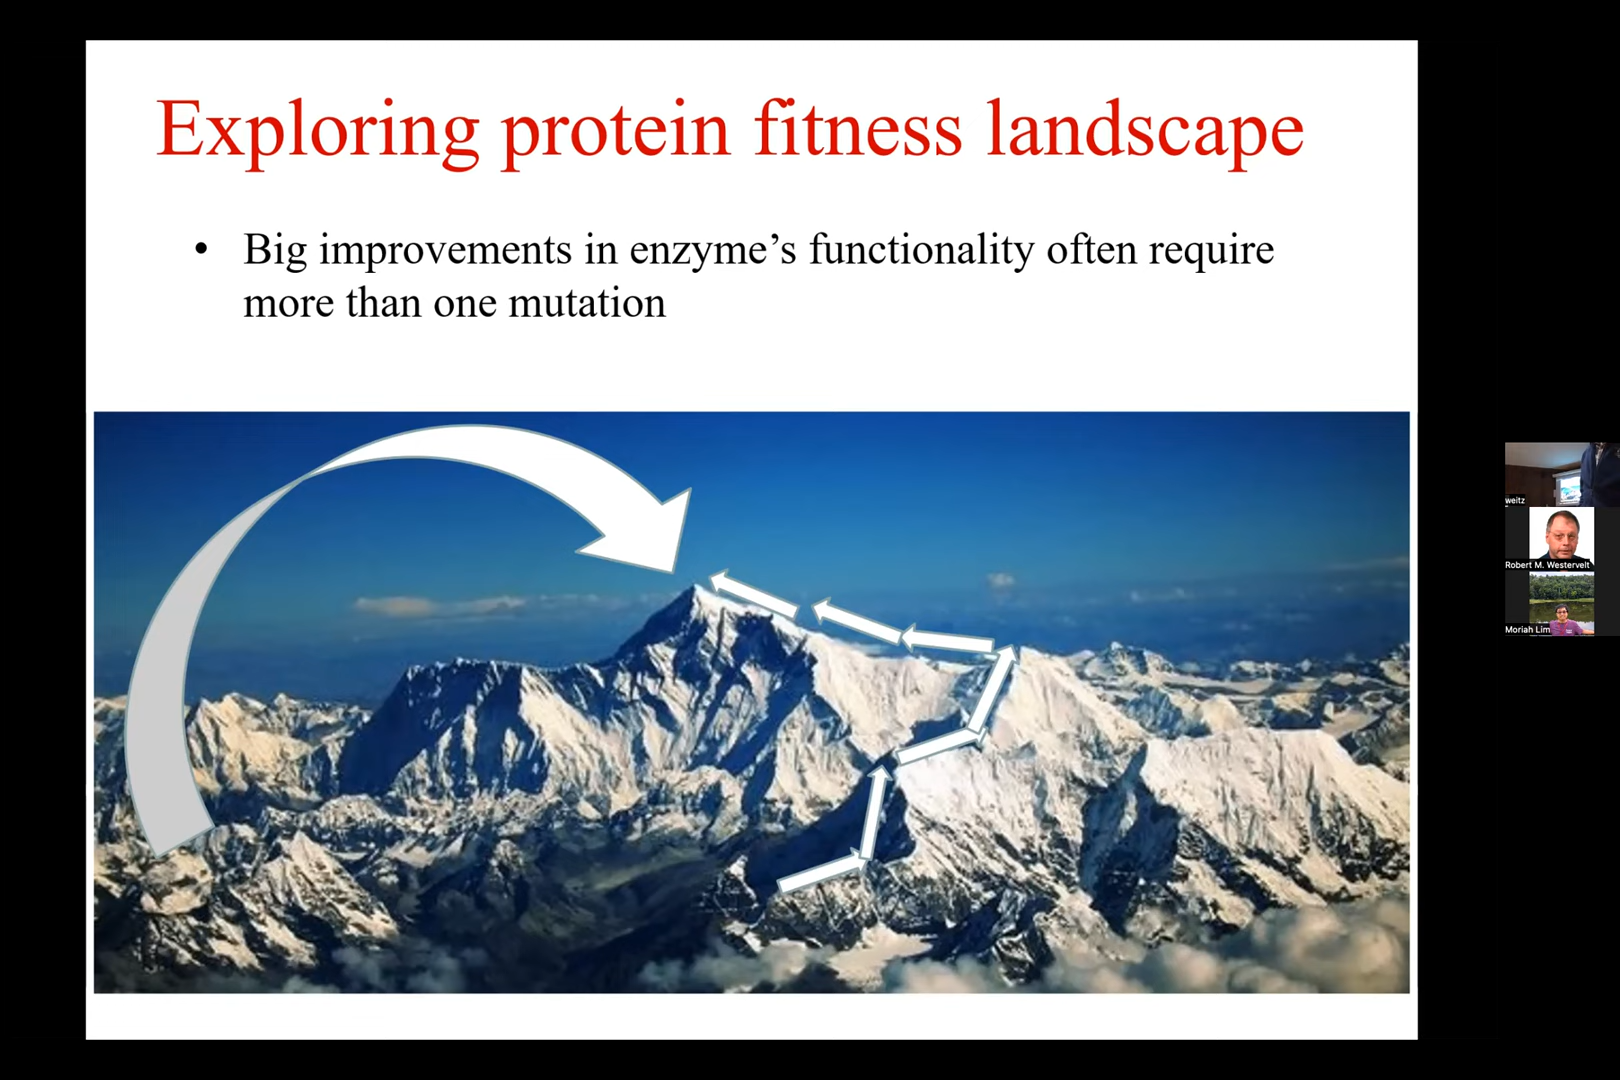 Exploring protein fitness landscape
• Big improvements in enzyme’s functionality often require
more than one mutation
weitz
Robert M. Westervelt
Moriah Lim